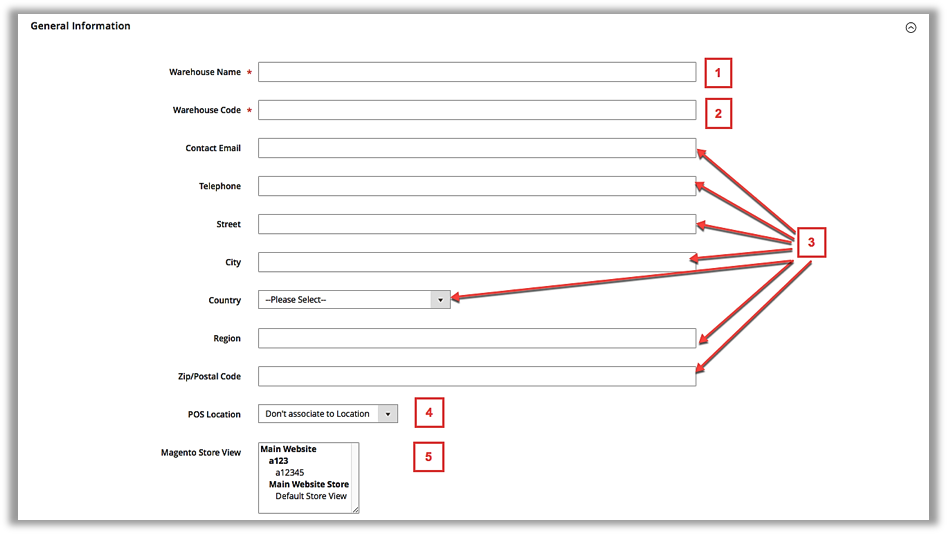 General Information
Warehouse Name *
1
Warehouse Code *
2
Contact Email
Telephone
Street
3
City
Country
--Please Select--
Region
Zip/Postal Code
POS Location
Don't associate to Location
4
Magento Store View
Main Website
a123
a12345
Main Website Store
Default Store View
5